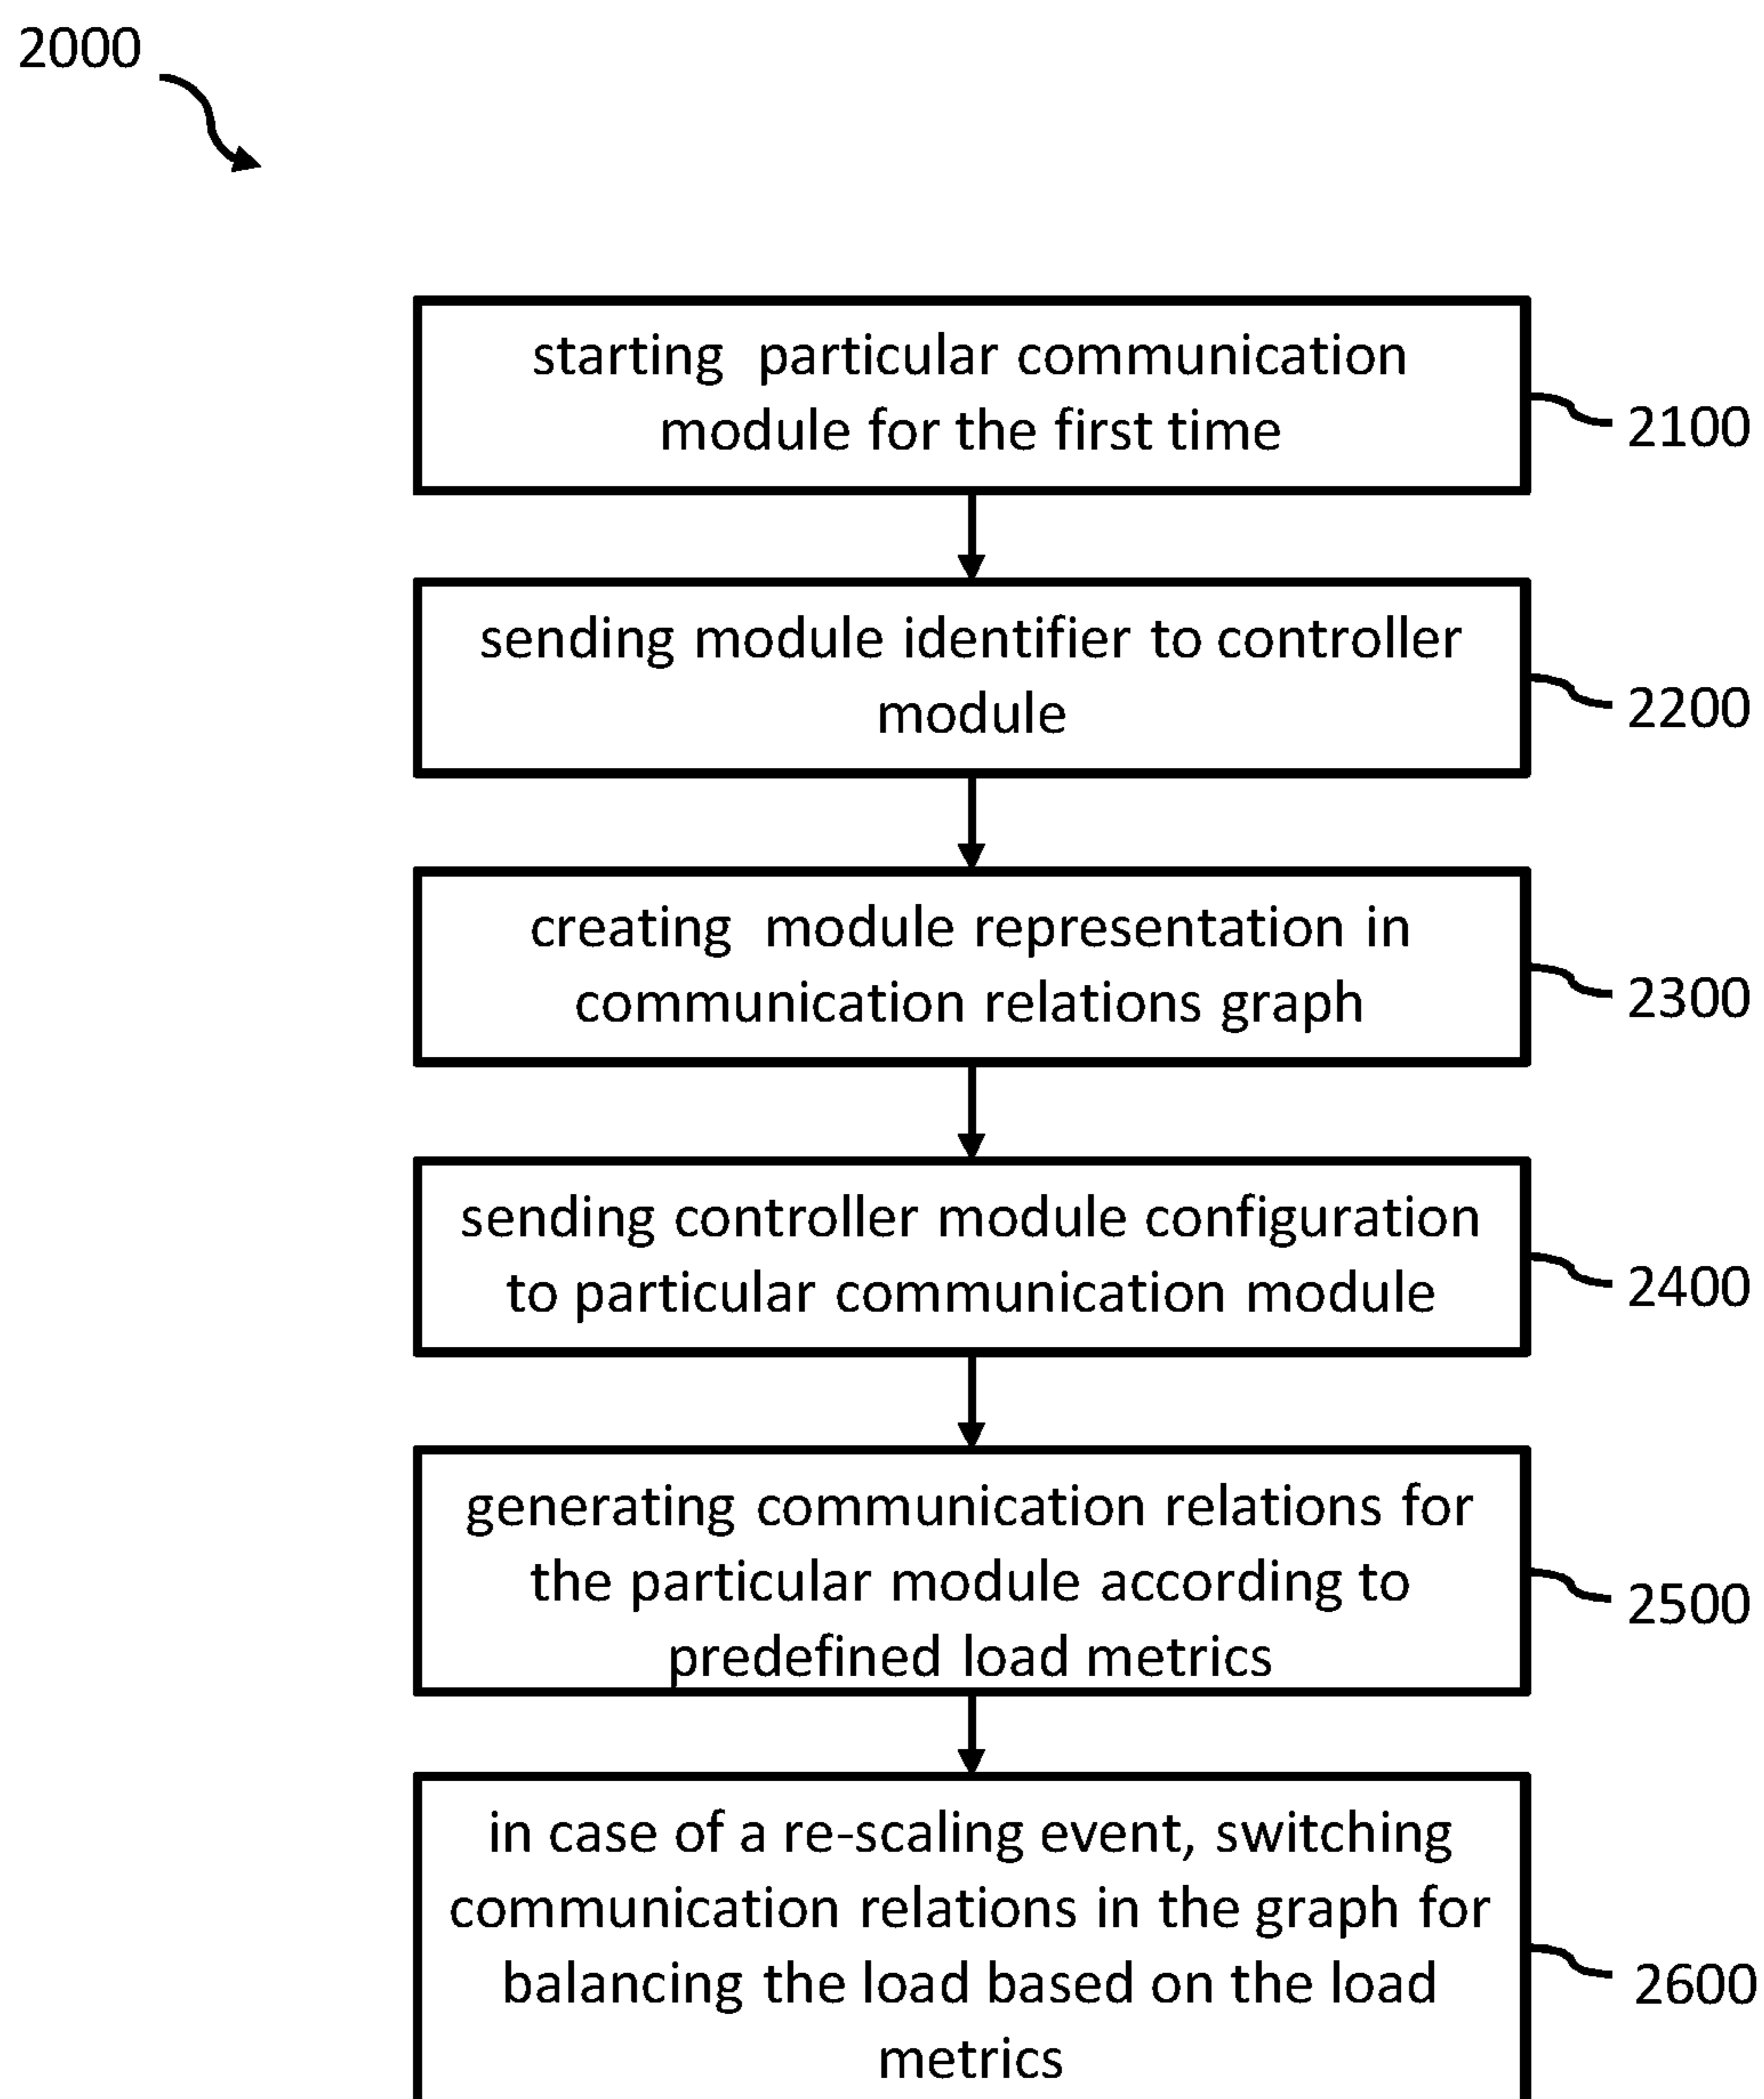 2000
starting particular communication
module for the first time
2100
sending module identifier to controller
module
2200
creating module representation in
communication relations graph
2300
sending controller module configuration
to particular communication module
2400
generating communication relations for
the particular module according to
predefined load metrics
2500
in case of a re-scaling event, switching
communication relations in the graph for
balancing the load based on the load
metrics
2600